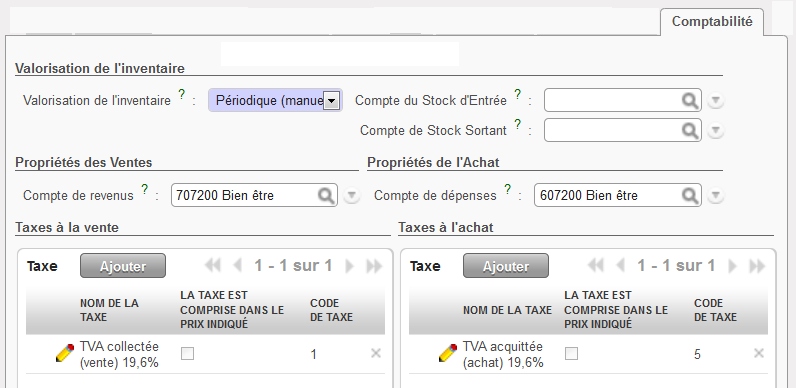 Comptabilité
Valorisation de l'inventaire
Valorisation de l'inventaire ? : Périodique (manue Compte du Stock d'Entrée ? :
Compte de Stock Sortant ? :
Propriétés des Ventes Propriétés de l'Achat
Compte de revenus ? : 707200 Bien être Compte de dépenses ? : 607200 Bien être
Taxes à la vente Taxes à l'achat
Taxe Ajouter 1 - 1 sur 1 Taxe Ajouter 1 - 1 sur 1
NOM DE LA TAXE LA TAXE EST COMPRISE DANS LE PRIX INDIQUÉ CODE DE TAXE NOM DE LA TAXE LA TAXE EST COMPRISE DANS LE PRIX INDIQUÉ CODE DE TAXE
TVA collectée (vente) 19,6% 1 TVA acquittée (achat) 19,6% 5